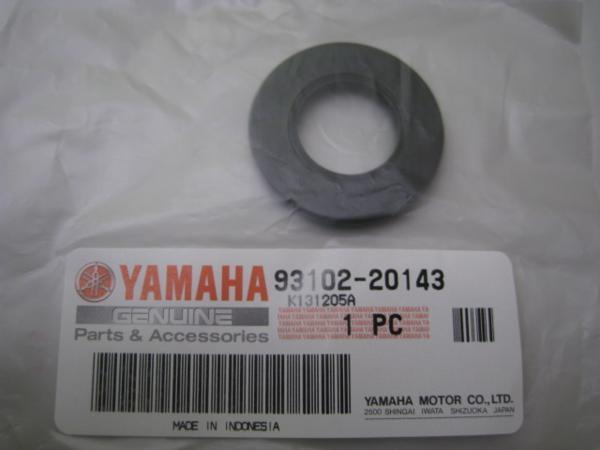 YAMAHA 93102-20143
K131205A
GENUINE 1 PC
Parts & Accessories
YAMAHA MOTOR CO.,LTD.
2500 SHINGAI IWATA SHIZUOKA JAPAN
MADE IN INDONESIA